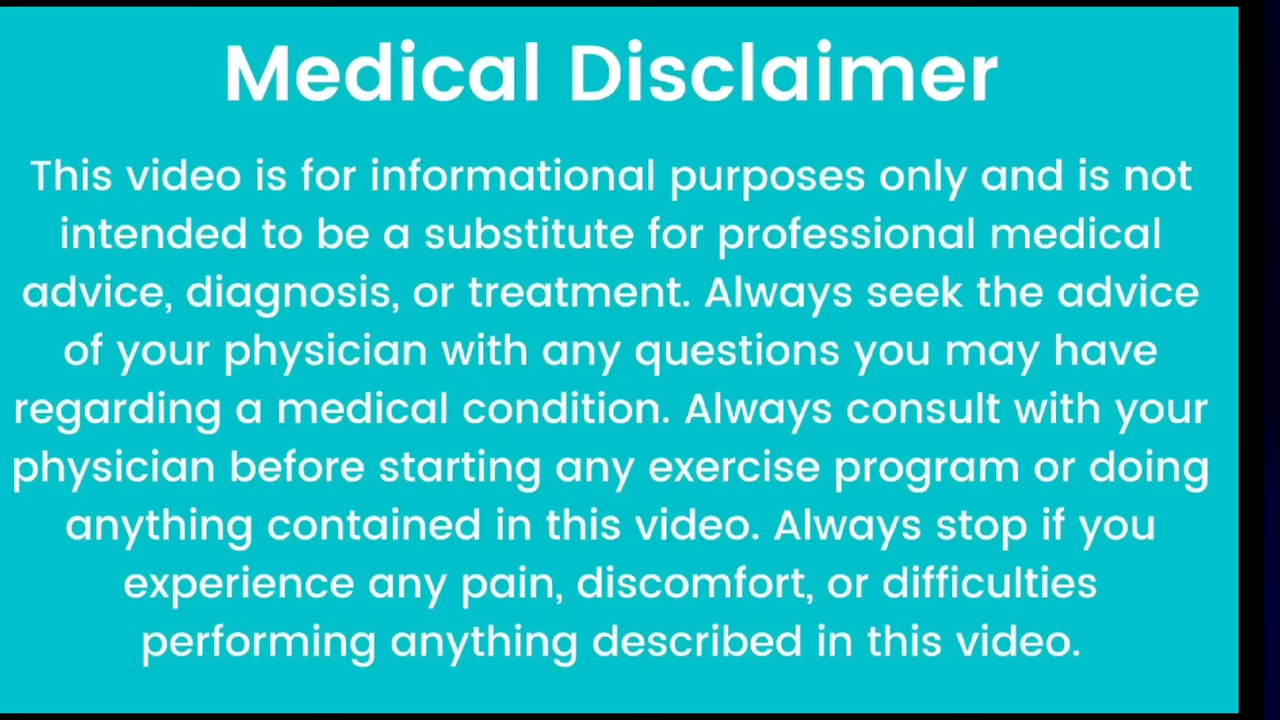 Medical Disclaimer
This video is for informational purposes only and is not
intended to be a substitute for professional medical
advice, diagnosis, or treatment. Always seek the advice
of your physician with any questions you may have
regarding a medical condition. Always consult with your
physician before starting any exercise program or doing
anything contained in this video. Always stop if you
experience any pain, discomfort, or difficulties
performing anything described in this video.